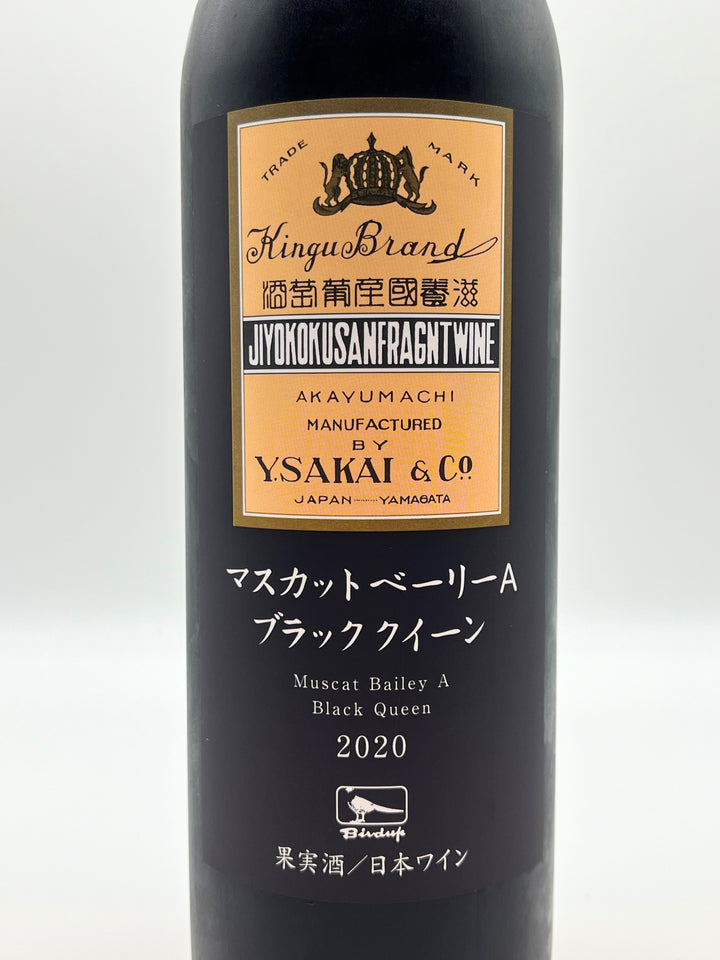 TRADE MARK
Kingu Brand
酒萄葡産國養滋
JIYOKOKUSANFRAGNTWINE
AKAYUMACHI
MANUFACTURED
BY
Y.SAKAI & Co.
JAPAN┈┈YAMAGATA
マスカット ベーリーA
ブラック クイーン
Muscat Bailey A
Black Queen
2020
Birdup
果実酒/日本ワイン